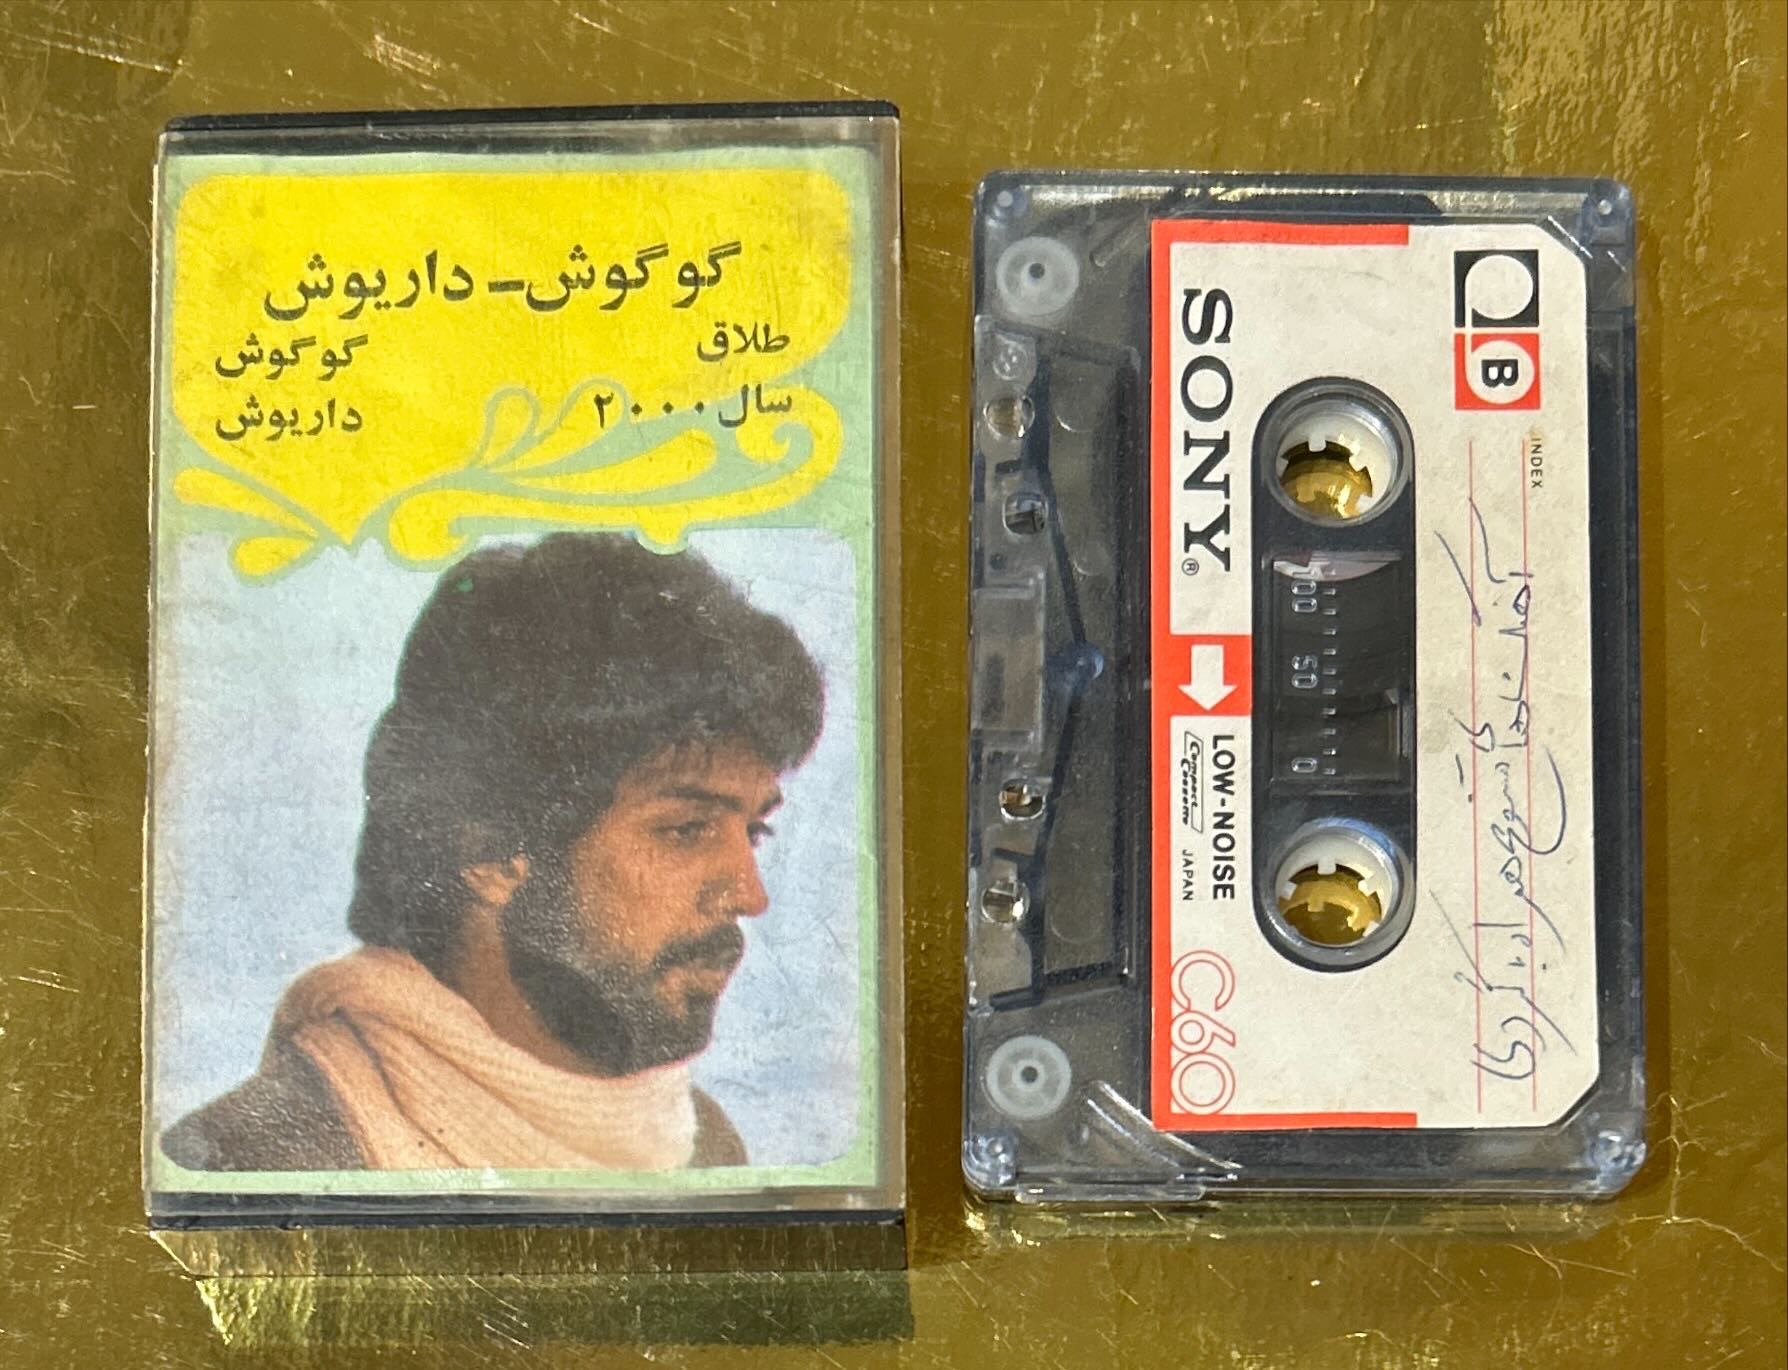 گوگوش - داریوش
طلاق گوگوش
سال ۲۰۰۰ داریوش
B
INDEX
SONY®
LOW-NOISE
Compact Cassette
JAPAN
C60
100 50 0